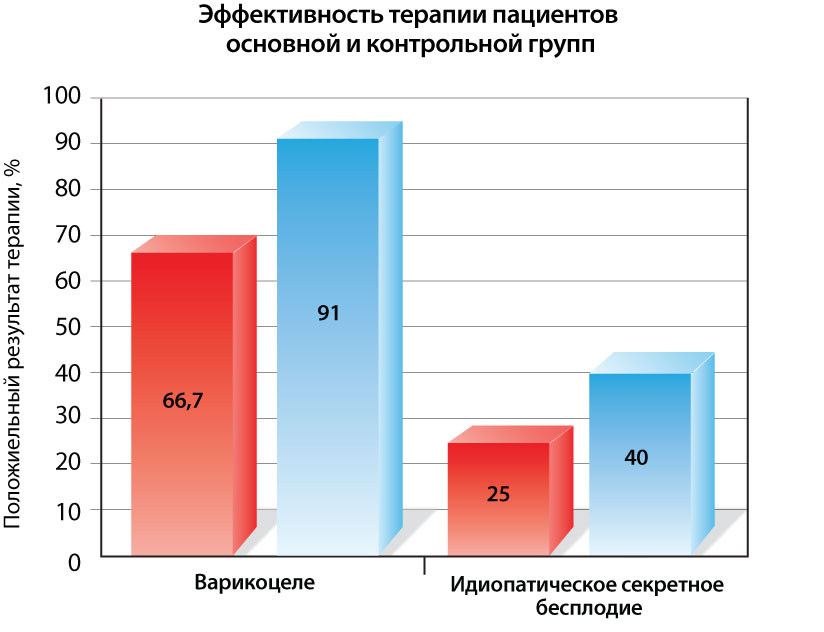 Эффективность терапии пациентов
основной и контрольной групп
Положиельный результат терапии, %
100
90
80
70
60
50
40
30
20
10
0
66,7
91
25
40
Варикоцеле
Идиопатическое секретное
бесплодие